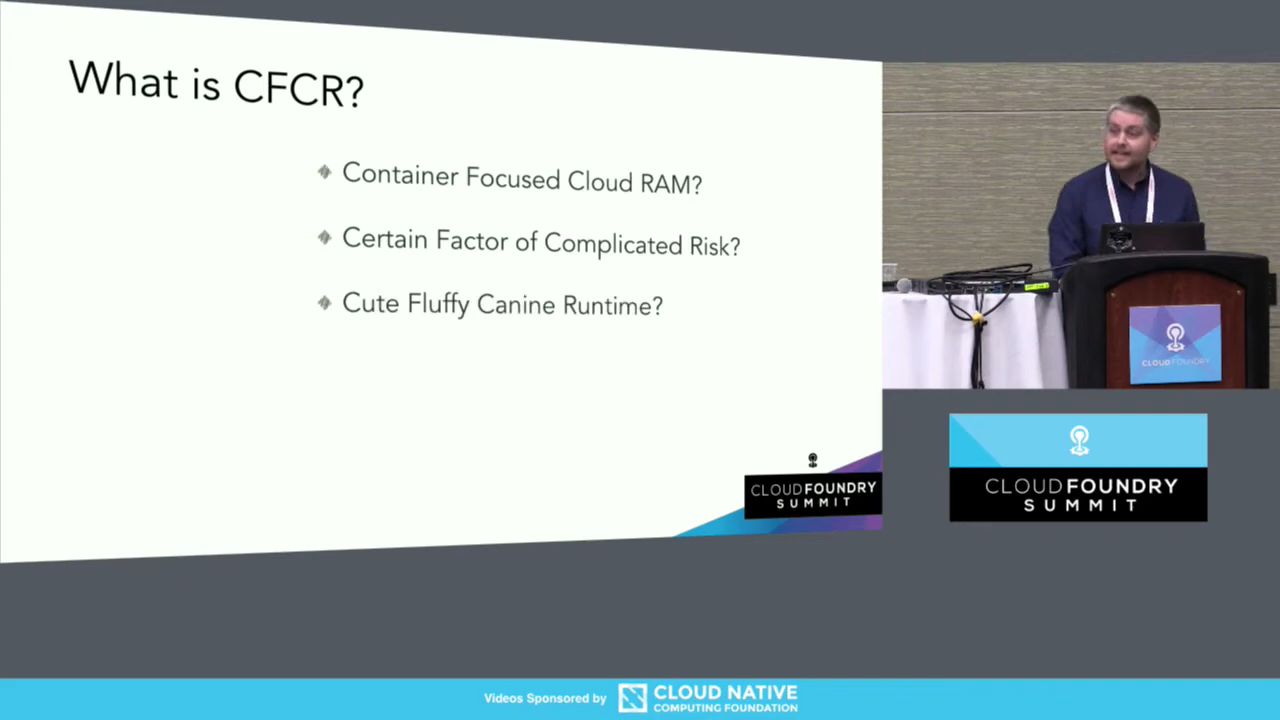 What is CFCR?
Container Focused Cloud RAM?
Certain Factor of Complicated Risk?
Cute Fluffy Canine Runtime?
CLOUDFOUNDRY
SUMMIT
CLOUDFOUNDRY
CLOUDFOUNDRY
SUMMIT
Videos Sponsored by
CLOUD NATIVE
COMPUTING FOUNDATION